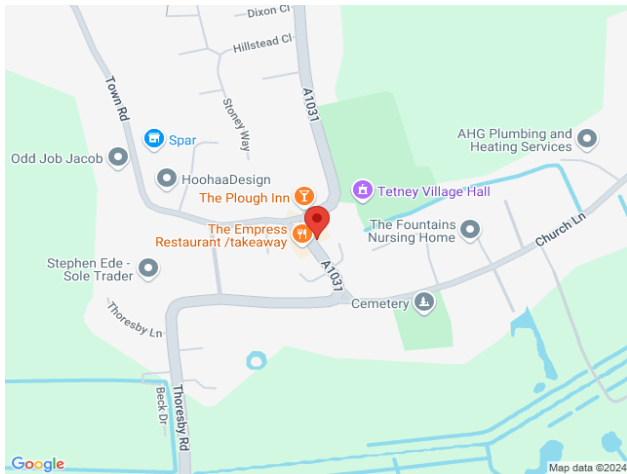 Dixon Cl
Hillstead Cl
A1031
Town Rd
Stoney Way
Spar
AHG Plumbing and
Heating Services
Odd Job Jacob
HoohaaDesign
The Plough Inn
Tetney Village Hall
The Empress
Restaurant /takeaway
The Fountains
Nursing Home
Church Ln
Stephen Ede -
Sole Trader
A1031
Cemetery
Thoresby Ln
Thoresby Rd
Beck Dr
Google
Map data ©2024